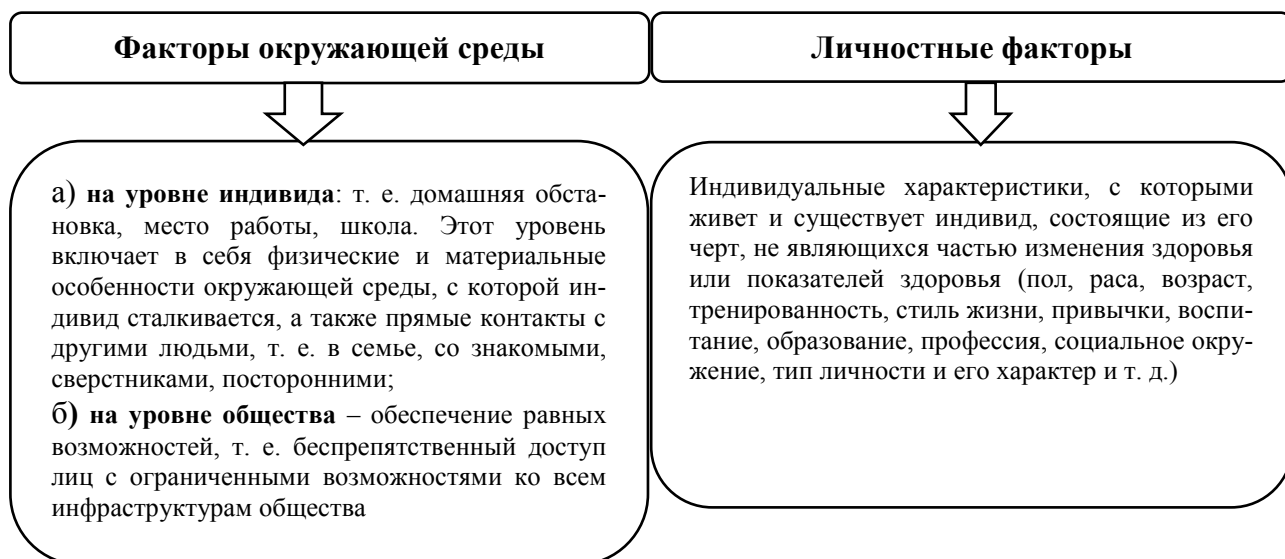 Факторы окружающей среды
Личностные факторы
а) на уровне индивида: т. е. домашняя обста-
новка, место работы, школа. Этот уровень
включает в себя физические и материальные
особенности окружающей среды, с которой ин-
дивид сталкивается, а также прямые контакты с
другими людьми, т. е. в семье, со знакомыми,
сверстниками, посторонними;
б) на уровне общества – обеспечение равных
возможностей, т. е. беспрепятственный доступ
лиц с ограниченными возможностями ко всем
инфраструктурам общества
Индивидуальные характеристики, с которыми
живет и существует индивид, состоящие из его
черт, не являющихся частью изменения здоровья
или показателей здоровья (пол, раса, возраст,
тренированность, стиль жизни, привычки, воспи-
тание, образование, профессия, социальное окру-
жение, тип личности и его характер и т. д.)